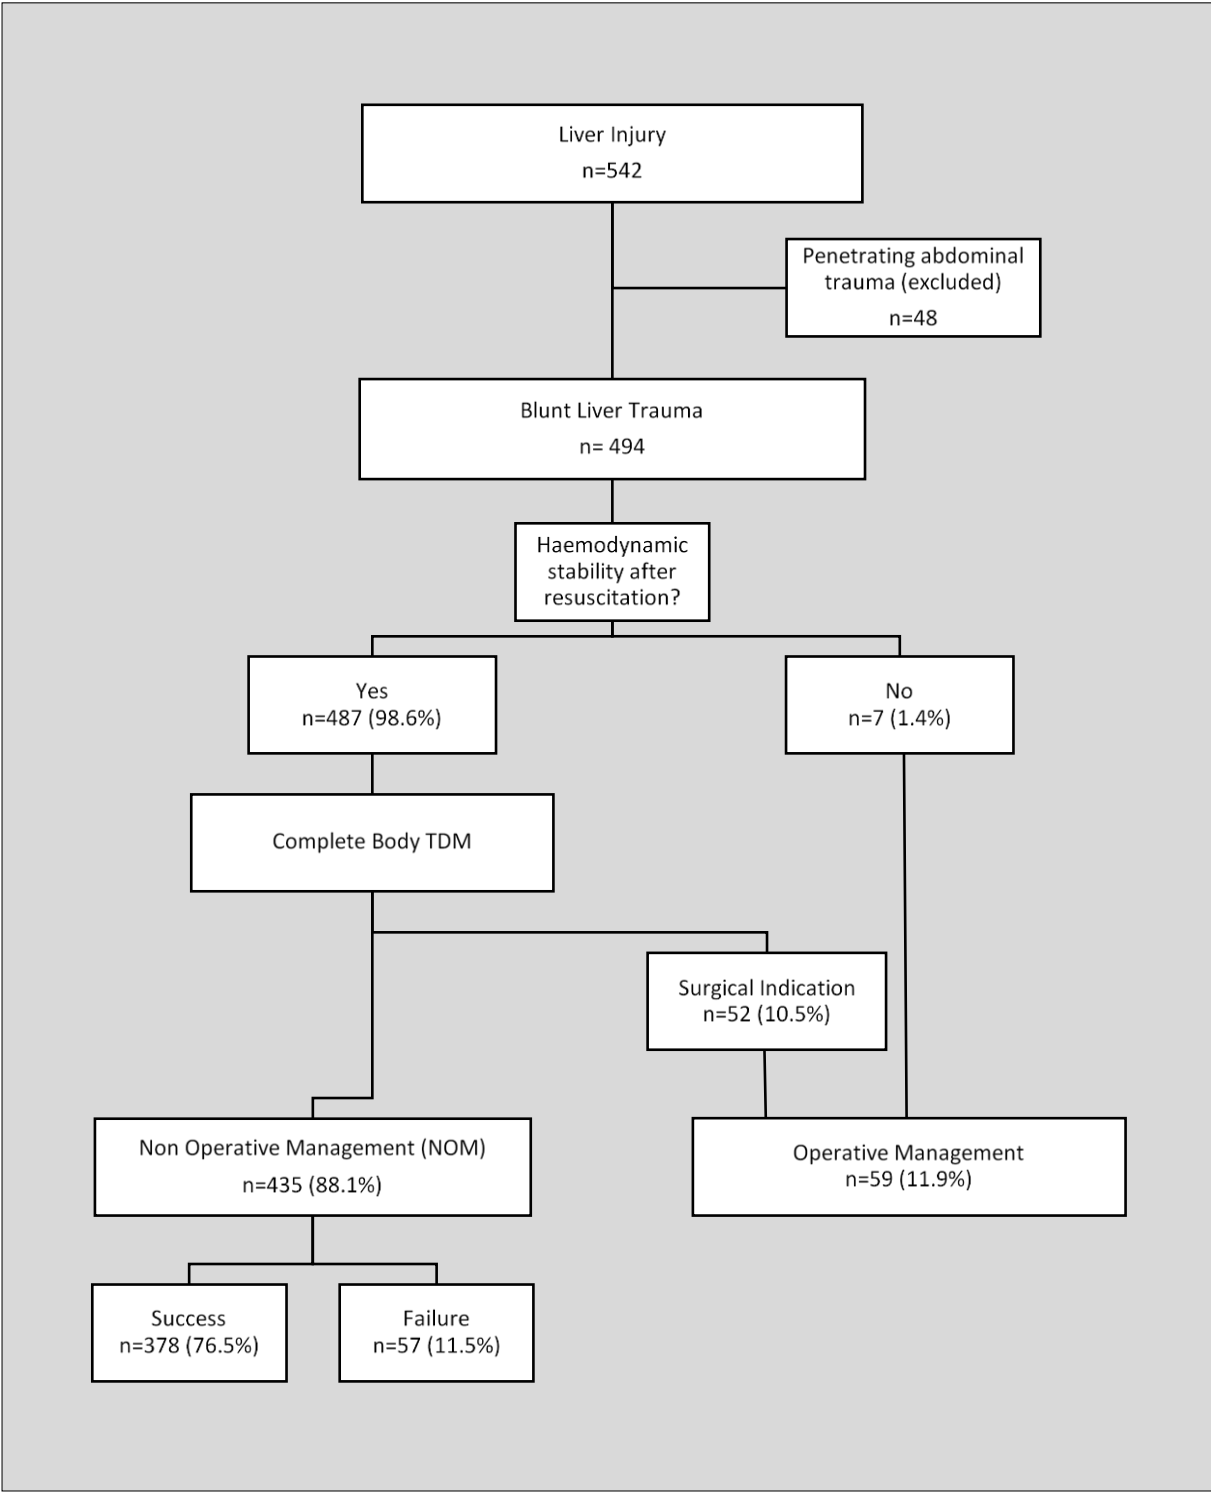 Liver Injury
n=542
Penetrating abdominal
trauma (excluded)
n=48
Blunt Liver Trauma
n= 494
Haemodynamic
stability after
resuscitation?
Yes
n=487 (98.6%)
No
n=7 (1.4%)
Complete Body TDM
Surgical Indication
n=52 (10.5%)
Non Operative Management (NOM)
n=435 (88.1%)
Operative Management
n=59 (11.9%)
Success
n=378 (76.5%)
Failure
n=57 (11.5%)